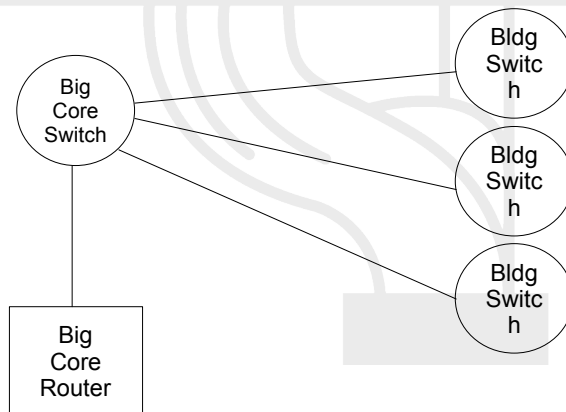 Big
Core
Switch
Bldg
Switc
h
Bldg
Switc
h
Bldg
Switc
h
Big
Core
Router